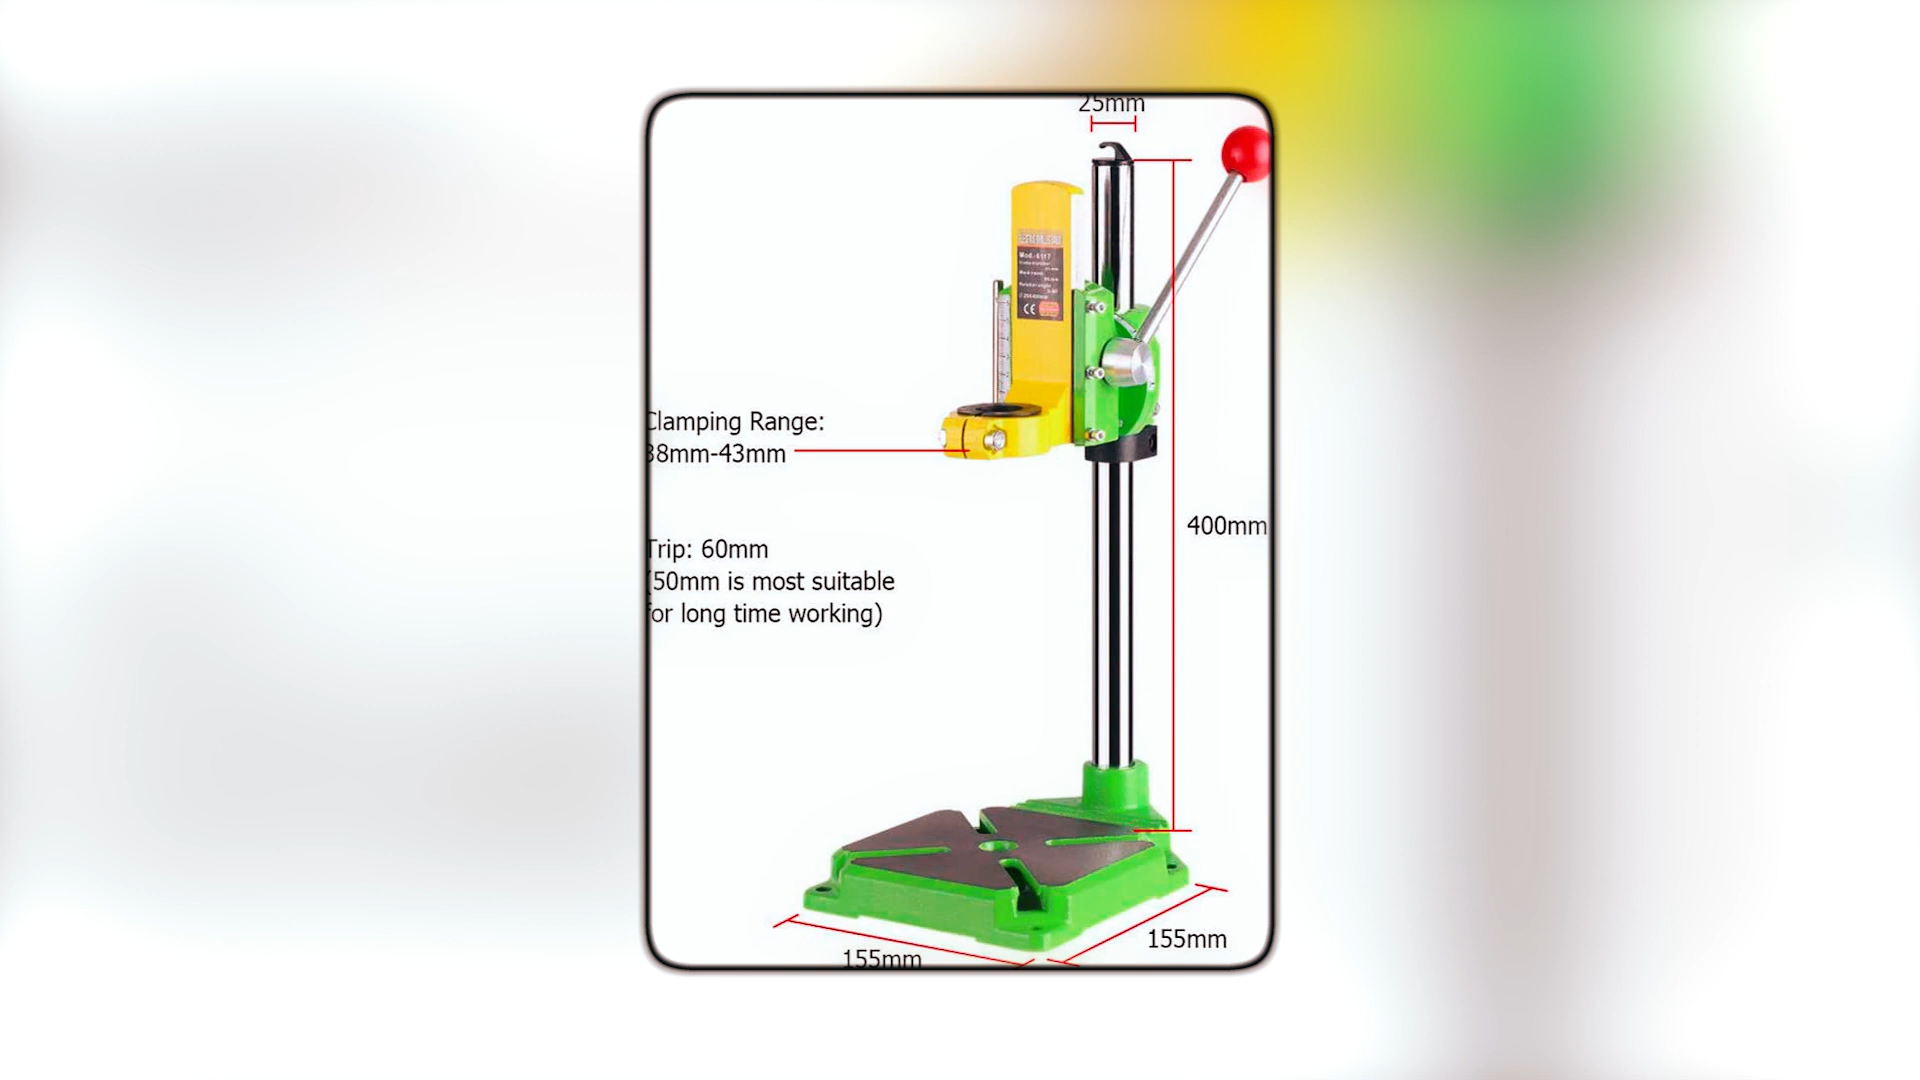 25mm
Mod.-6117
CE
Clamping Range:
38mm-43mm
400mm
Trip: 60mm
(50mm is most suitable
for long time working)
155mm
155mm